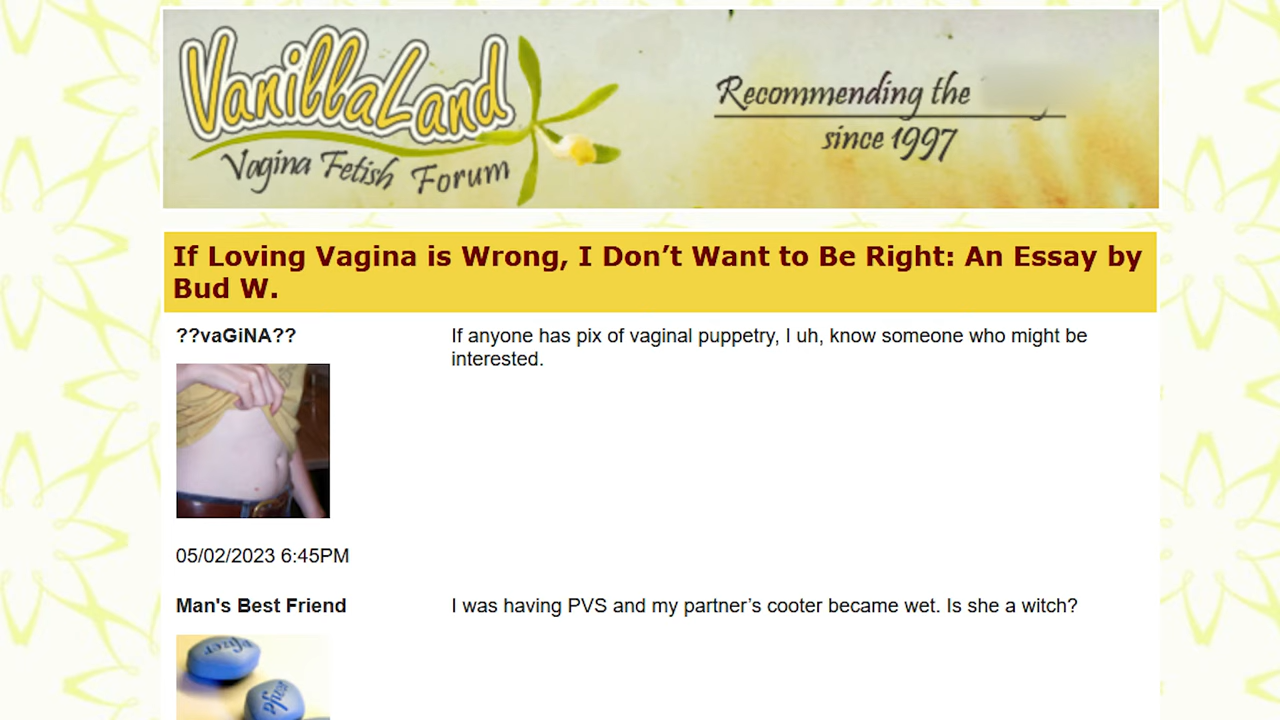 VanillaLand
Vagina Fetish Forum
Recommending the
since 1997
If Loving Vagina is Wrong, I Don’t Want to Be Right: An Essay by
Bud W.
??vaGiNA??
If anyone has pix of vaginal puppetry, I uh, know someone who might be
interested.
05/02/2023 6:45PM
Man's Best Friend
I was having PVS and my partner’s cooter became wet. Is she a witch?
Pfizer
Pfizer